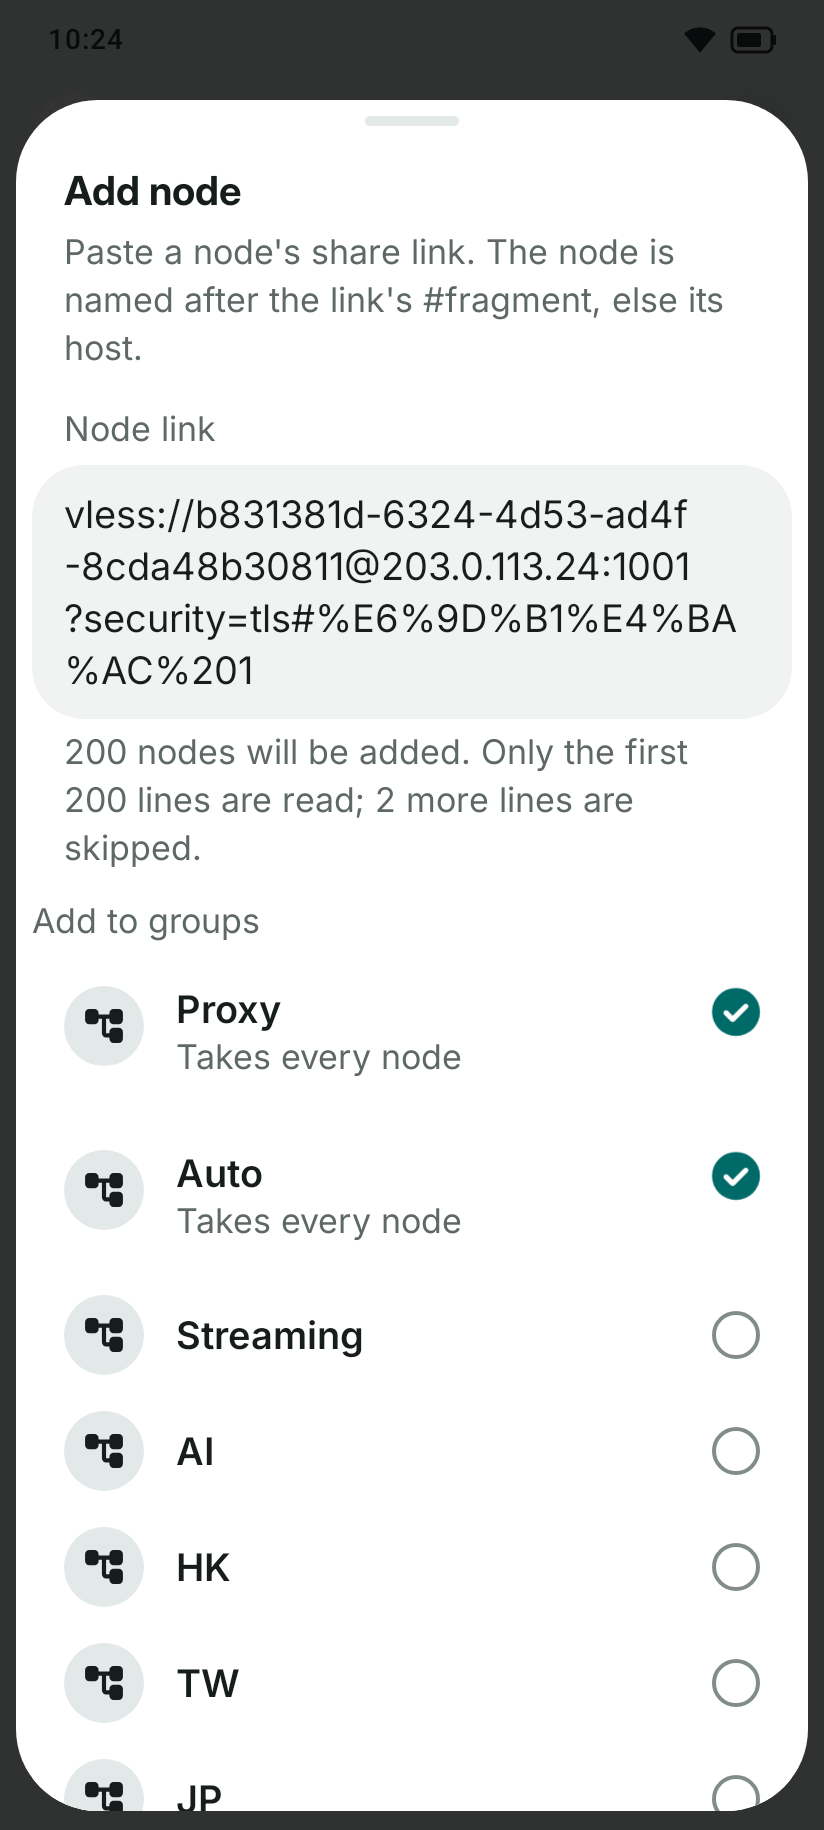 10:24
Add node
Paste a node's share link. The node is
named after the link's #fragment, else its
host.
Node link
vless://b831381d-6324-4d53-ad4f
-8cda48b30811@203.0.113.24:1001
?security=tls#%E6%9D%B1%E4%BA
%AC%201
200 nodes will be added. Only the first
200 lines are read; 2 more lines are
skipped.
Add to groups
Proxy
Takes every node
Auto
Takes every node
Streaming
AI
HK
TW
JP